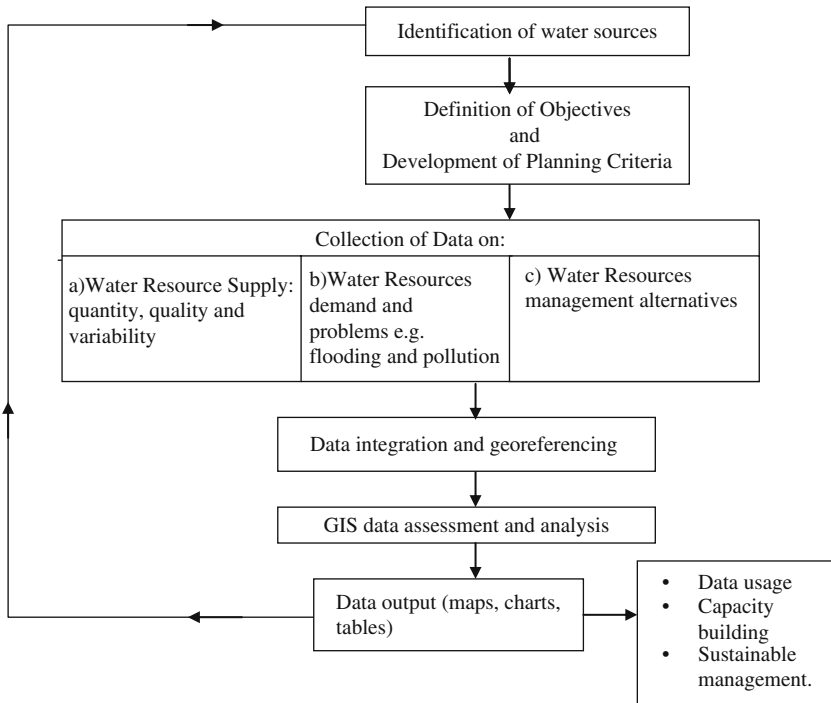 Identification of water sources
Definition of Objectives
and
Development of Planning Criteria
Collection of Data on:
a)Water Resource Supply:
quantity, quality and
variability
b)Water Resources
demand and
problems e.g.
flooding and pollution
c) Water Resources
management alternatives
Data integration and georeferencing
GIS data assessment and analysis
Data output (maps, charts,
tables)
• Data usage
• Capacity
building
• Sustainable
management.